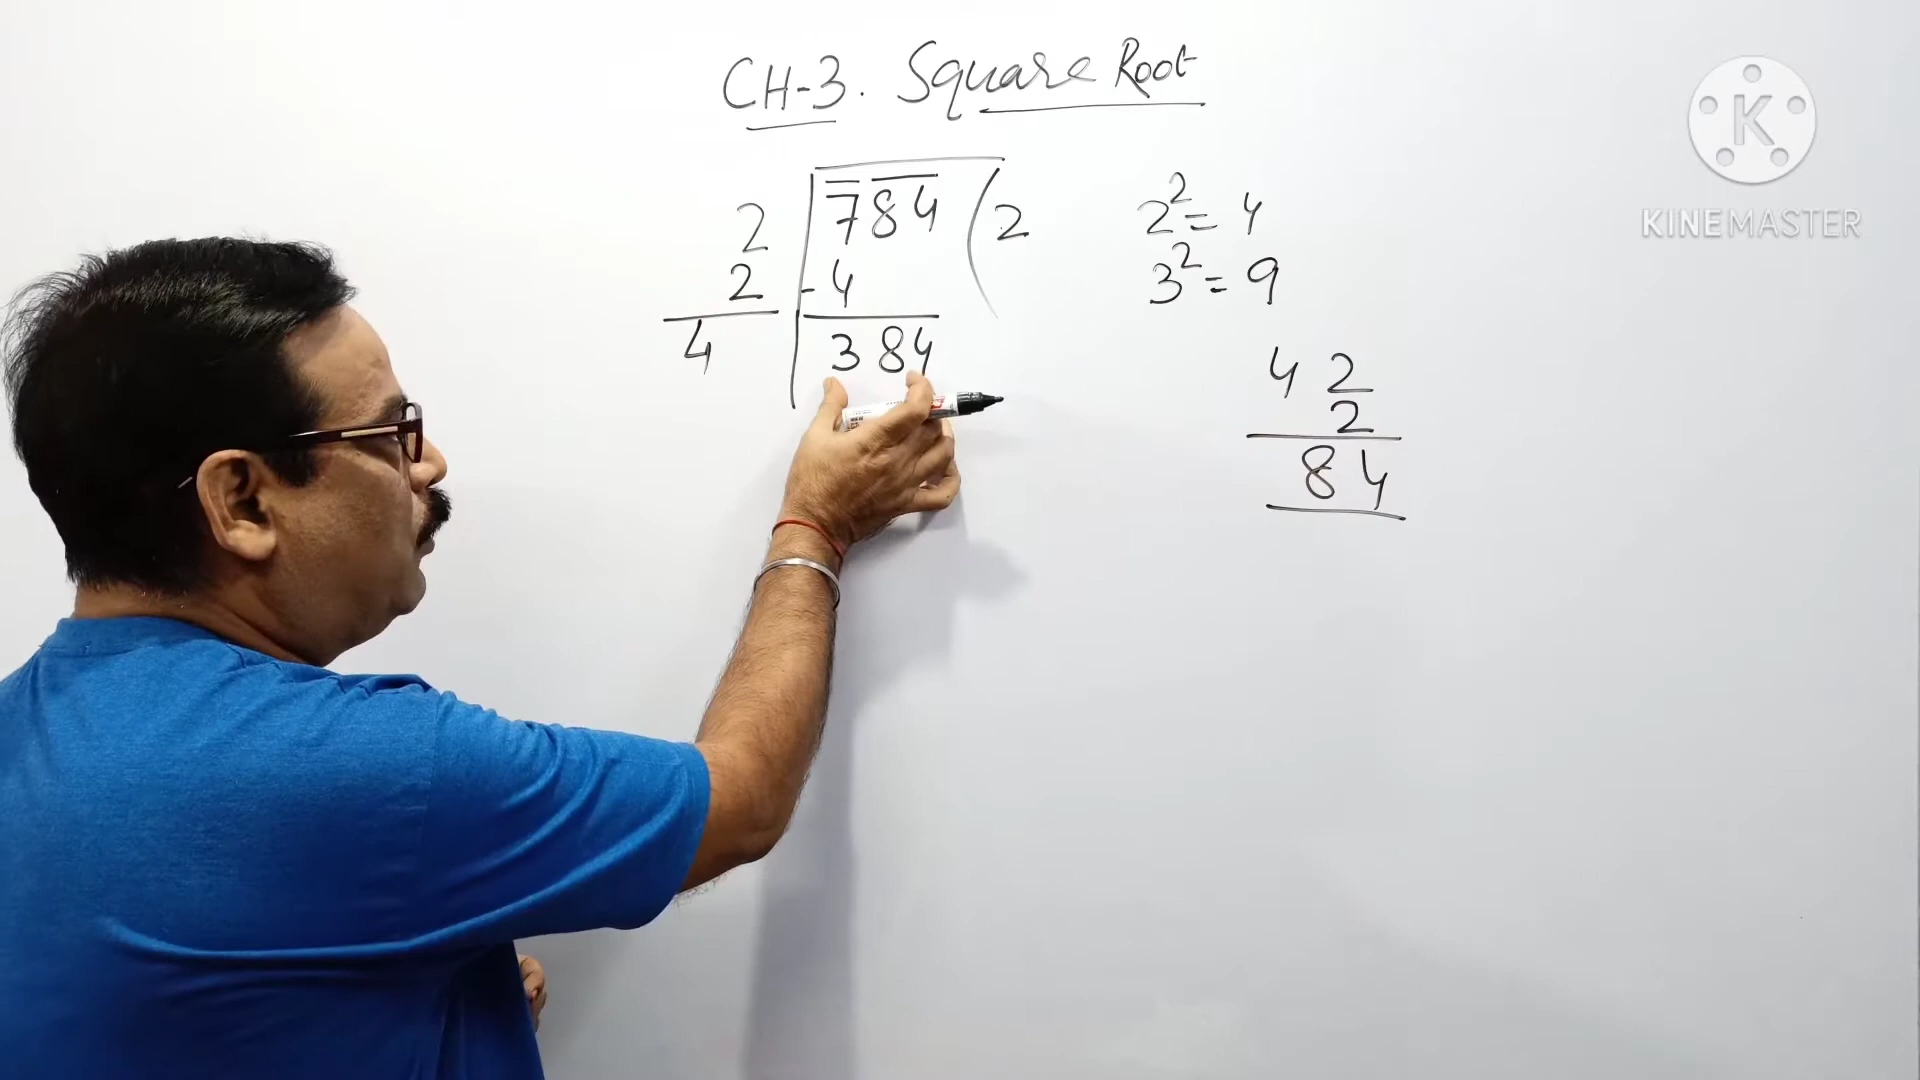 CH-3. Square Root
2 784 2
2 - 4
4 384
2² = 4
3² = 9
42
2
84
K
KINEMASTER